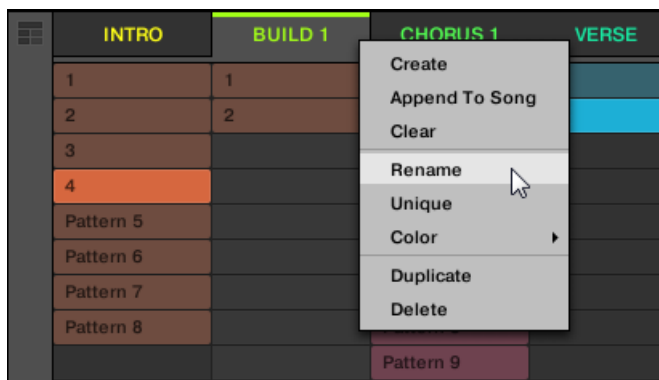 INTRO BUILD 1 CHORUS 1 VERSE
1 1
2 2
3
4
Pattern 5
Pattern 6
Pattern 7
Pattern 8
Pattern 9
Create
Append To Song
Clear
Rename
Unique
Color
Duplicate
Delete